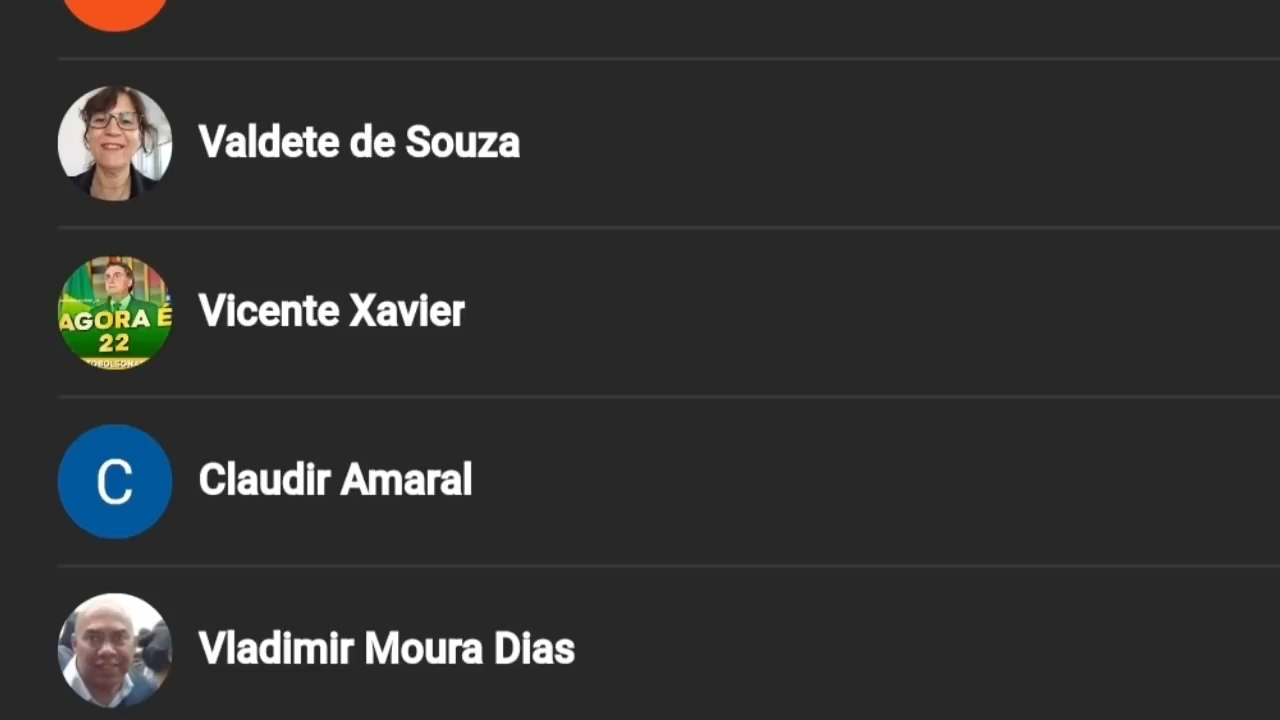 Valdete de Souza
AGORA É
22
Vicente Xavier
C
Claudir Amaral
Vladimir Moura Dias